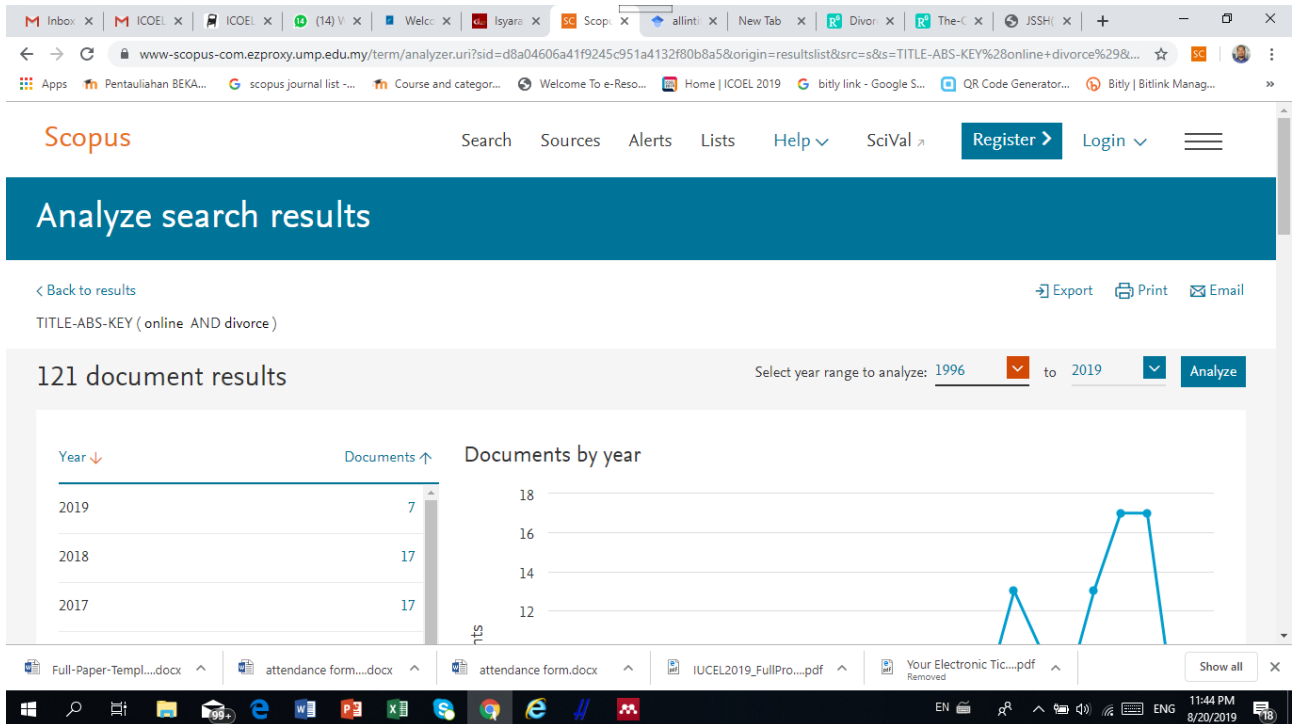 Inbox
ICOEL
ICOEL
(14)
Welco
Isyara
Scopu
allinti
New Tab
Divor
The-C
JSSH(
www-scopus-com.ezproxy.ump.edu.my/term/analyzer.uri?sid=d8a04606a41f9245c951a4132f80b8a5&origin=resultslist&src=s&s=TITLE-ABS-KEY%28online+divorce%29&...
Apps Pentauliahan BEKA... scopus journal list -... Course and categor... Welcome To e-Reso... Home | ICOEL 2019 bitly link - Google S... QR Code Generator... Bitly | Bitlink Manag... »
Scopus Search Sources Alerts Lists Help SciVal Register Login
Analyze search results
Back to results Export Print Email
TITLE-ABS-KEY ( online AND divorce )
121 document results Select year range to analyze: 1996 to 2019 Analyze
Year Documents Documents by year
18
2019 7
16
2018 17
14
2017 17
12
Full-Paper-Templ....docx attendance form....docx attendance form.docx IUCEL2019_FullPro....pdf Your Electronic Tic....pdf Show all
Removed
99+ EN ENG 11:44 PM
8/20/2019 18